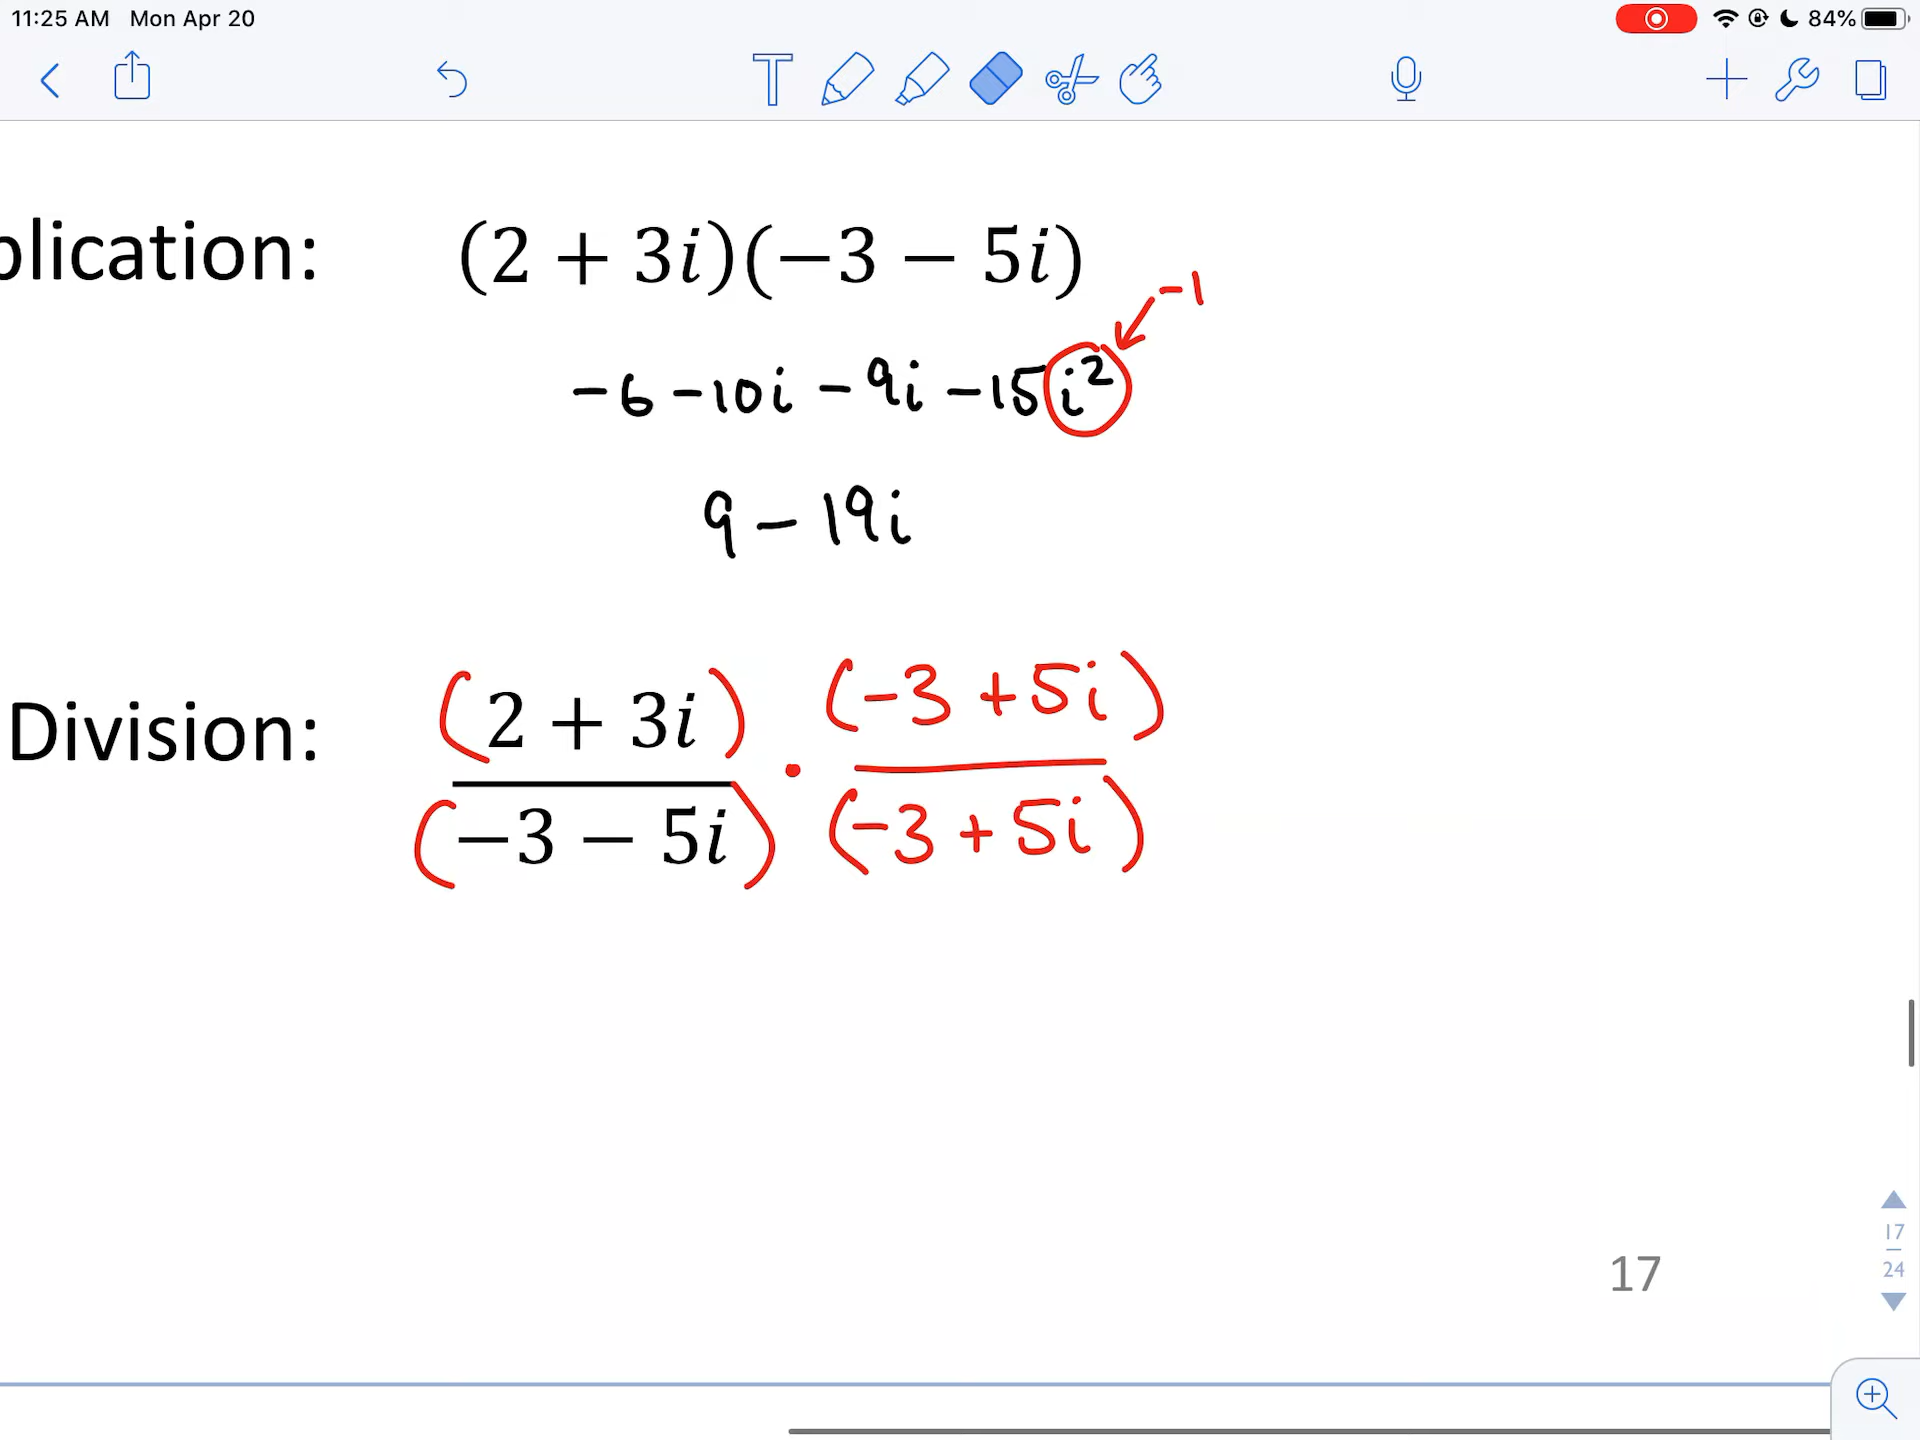 11:25 AM Mon Apr 20 84%
T
plication: (2 + 3i)(−3 − 5i)
-1
-6 -10i -9i -15i²
9 - 19i
Division: (2 + 3i) · (-3 + 5i)
(−3 − 5i) (-3 + 5i)
17
24
17